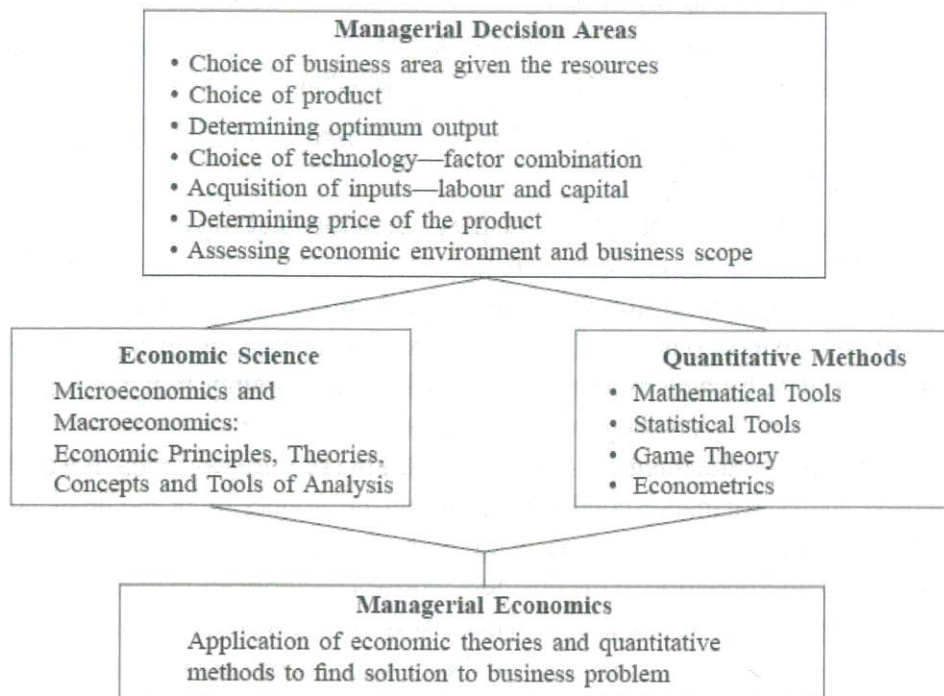 Managerial Decision Areas
• Choice of business area given the resources
• Choice of product
• Determining optimum output
• Choice of technology—factor combination
• Acquisition of inputs—labour and capital
• Determining price of the product
• Assessing economic environment and business scope
Economic Science
Microeconomics and
Macroeconomics:
Economic Principles, Theories,
Concepts and Tools of Analysis
Quantitative Methods
• Mathematical Tools
• Statistical Tools
• Game Theory
• Econometrics
Managerial Economics
Application of economic theories and quantitative
methods to find solution to business problem